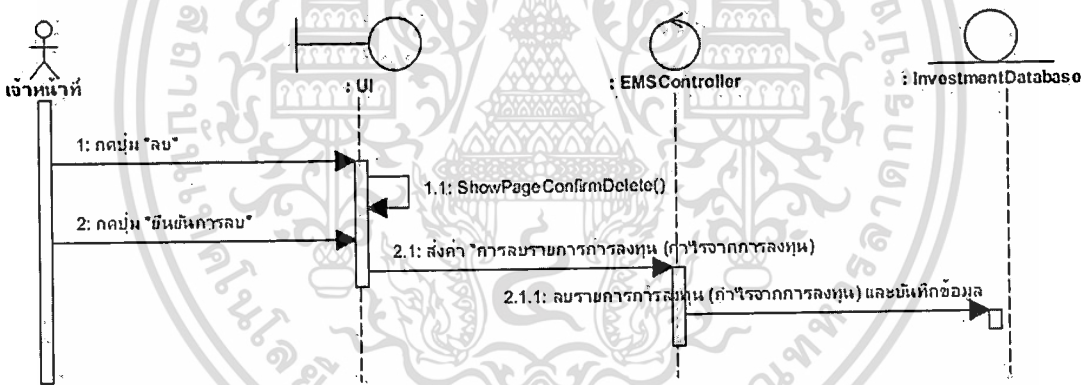 เจ้าหน้าที่
: UI
: EMSController
: InvestmentDatabase
1: กดปุ่ม "ลบ"
1.1: ShowPageConfirmDelete()
2: กดปุ่ม "ยืนยันการลบ"
2.1: ส่งค่า "การลบรายการการลงทุน (กำไรจากการลงทุน)
2.1.1: ลบรายการการลงทุน (กำไรจากการลงทุน) และบันทึกข้อมูล